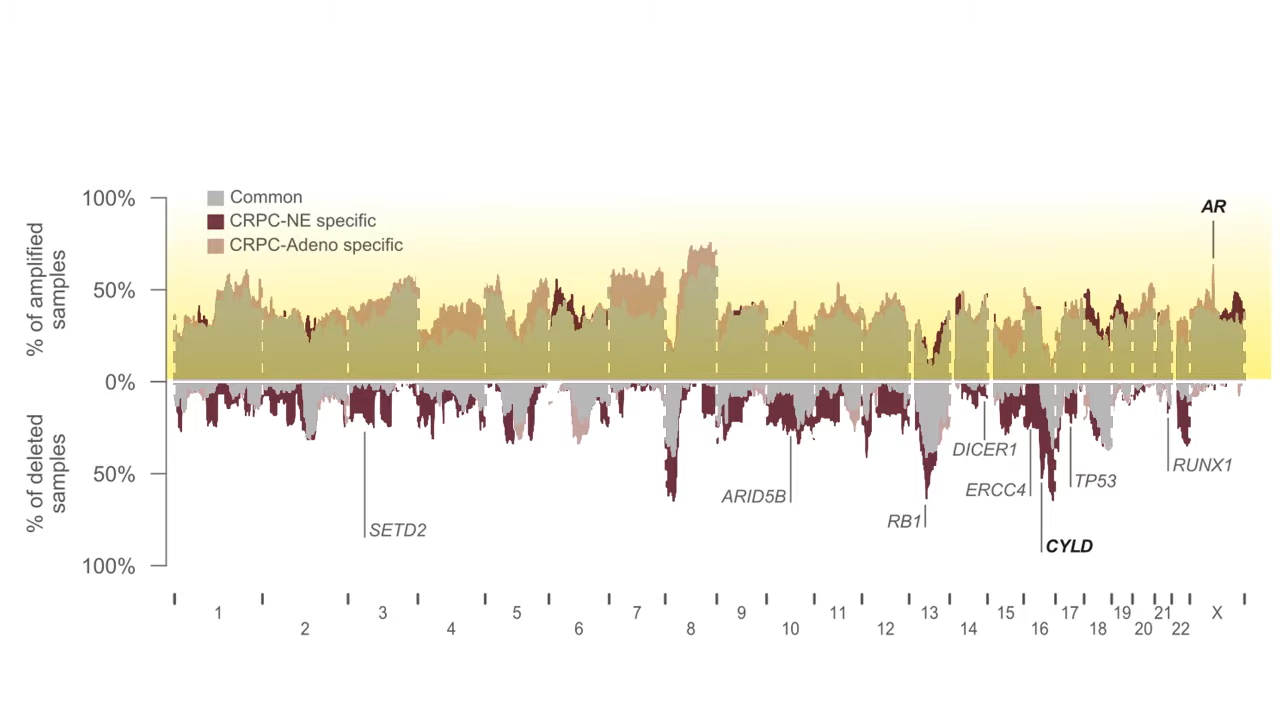 100%
50%
0%
50%
100%
% of amplified
samples
% of deleted
samples
Common
CRPC-NE specific
CRPC-Adeno specific
AR
SETD2
ARID5B
RB1
DICER1
ERCC4
CYLD
TP53
RUNX1
1 2 3 4 5 6 7 8 9 10 11 12 13 14 15 16 17 18 19 20 21 22 X